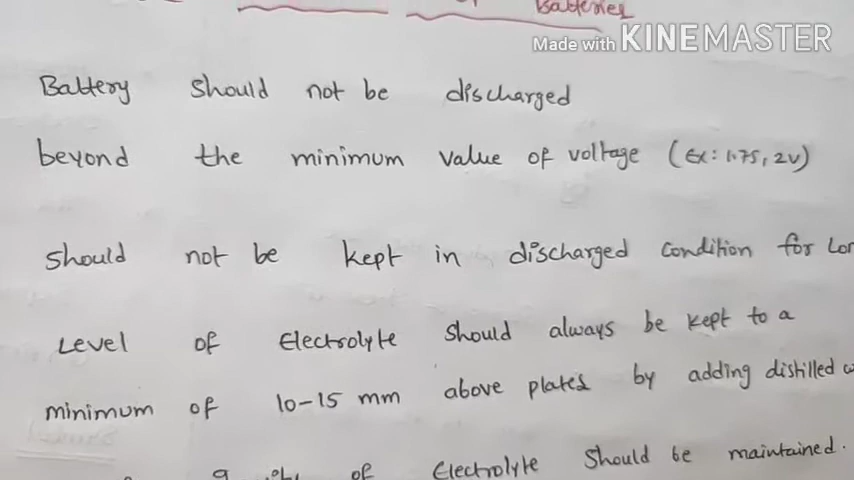 Batteries
Made with KINEMASTER
Battery should not be discharged
beyond the minimum value of voltage (Ex: 1.75, 2V)
should not be kept in discharged condition for Lon
Level of Electrolyte should always be kept to a
minimum of 10-15 mm above plates by adding distilled w
of Electrolyte should be maintained.